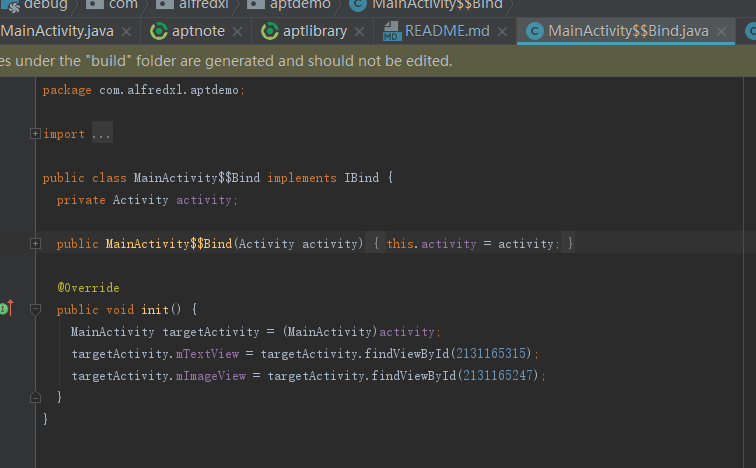 debug com alfredxl aptdemo MainActivity$$Bind
MainActivity.java aptnote aptlibrary MD README.md C MainActivity$$Bind.java
es under the "build" folder are generated and should not be edited.
package com.alfredxl.aptdemo;
import ...
public class MainActivity$$Bind implements IBind {
private Activity activity;
public MainActivity$$Bind(Activity activity) { this.activity = activity; }
@Override
public void init() {
MainActivity targetActivity = (MainActivity)activity;
targetActivity.mTextView = targetActivity.findViewById(2131165315);
targetActivity.mImageView = targetActivity.findViewById(2131165247);
}
}